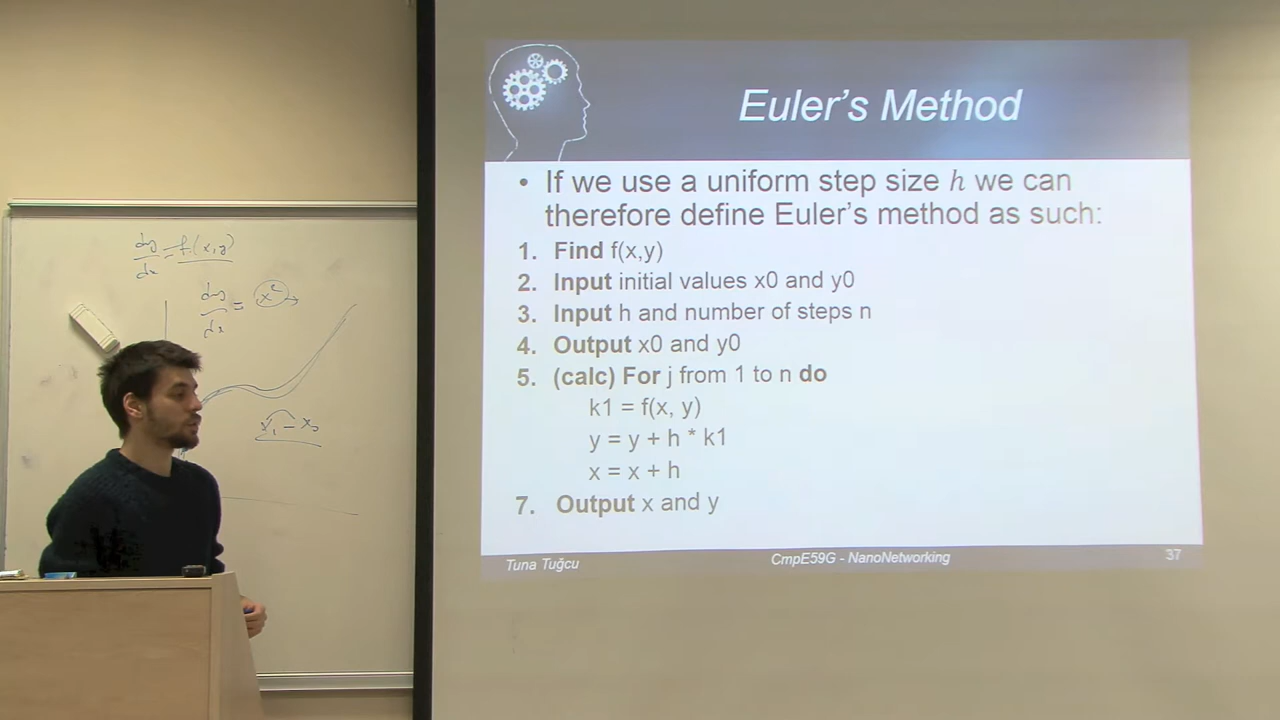 dy/dx = f(x,y)
dy/dx = x²
x₁ - x₀
Euler's Method
• If we use a uniform step size h we can
therefore define Euler's method as such:
1. Find f(x,y)
2. Input initial values x0 and y0
3. Input h and number of steps n
4. Output x0 and y0
5. (calc) For j from 1 to n do
k1 = f(x, y)
y = y + h * k1
x = x + h
7. Output x and y
Tuna Tuğcu
CmpE59G - NanoNetworking
37